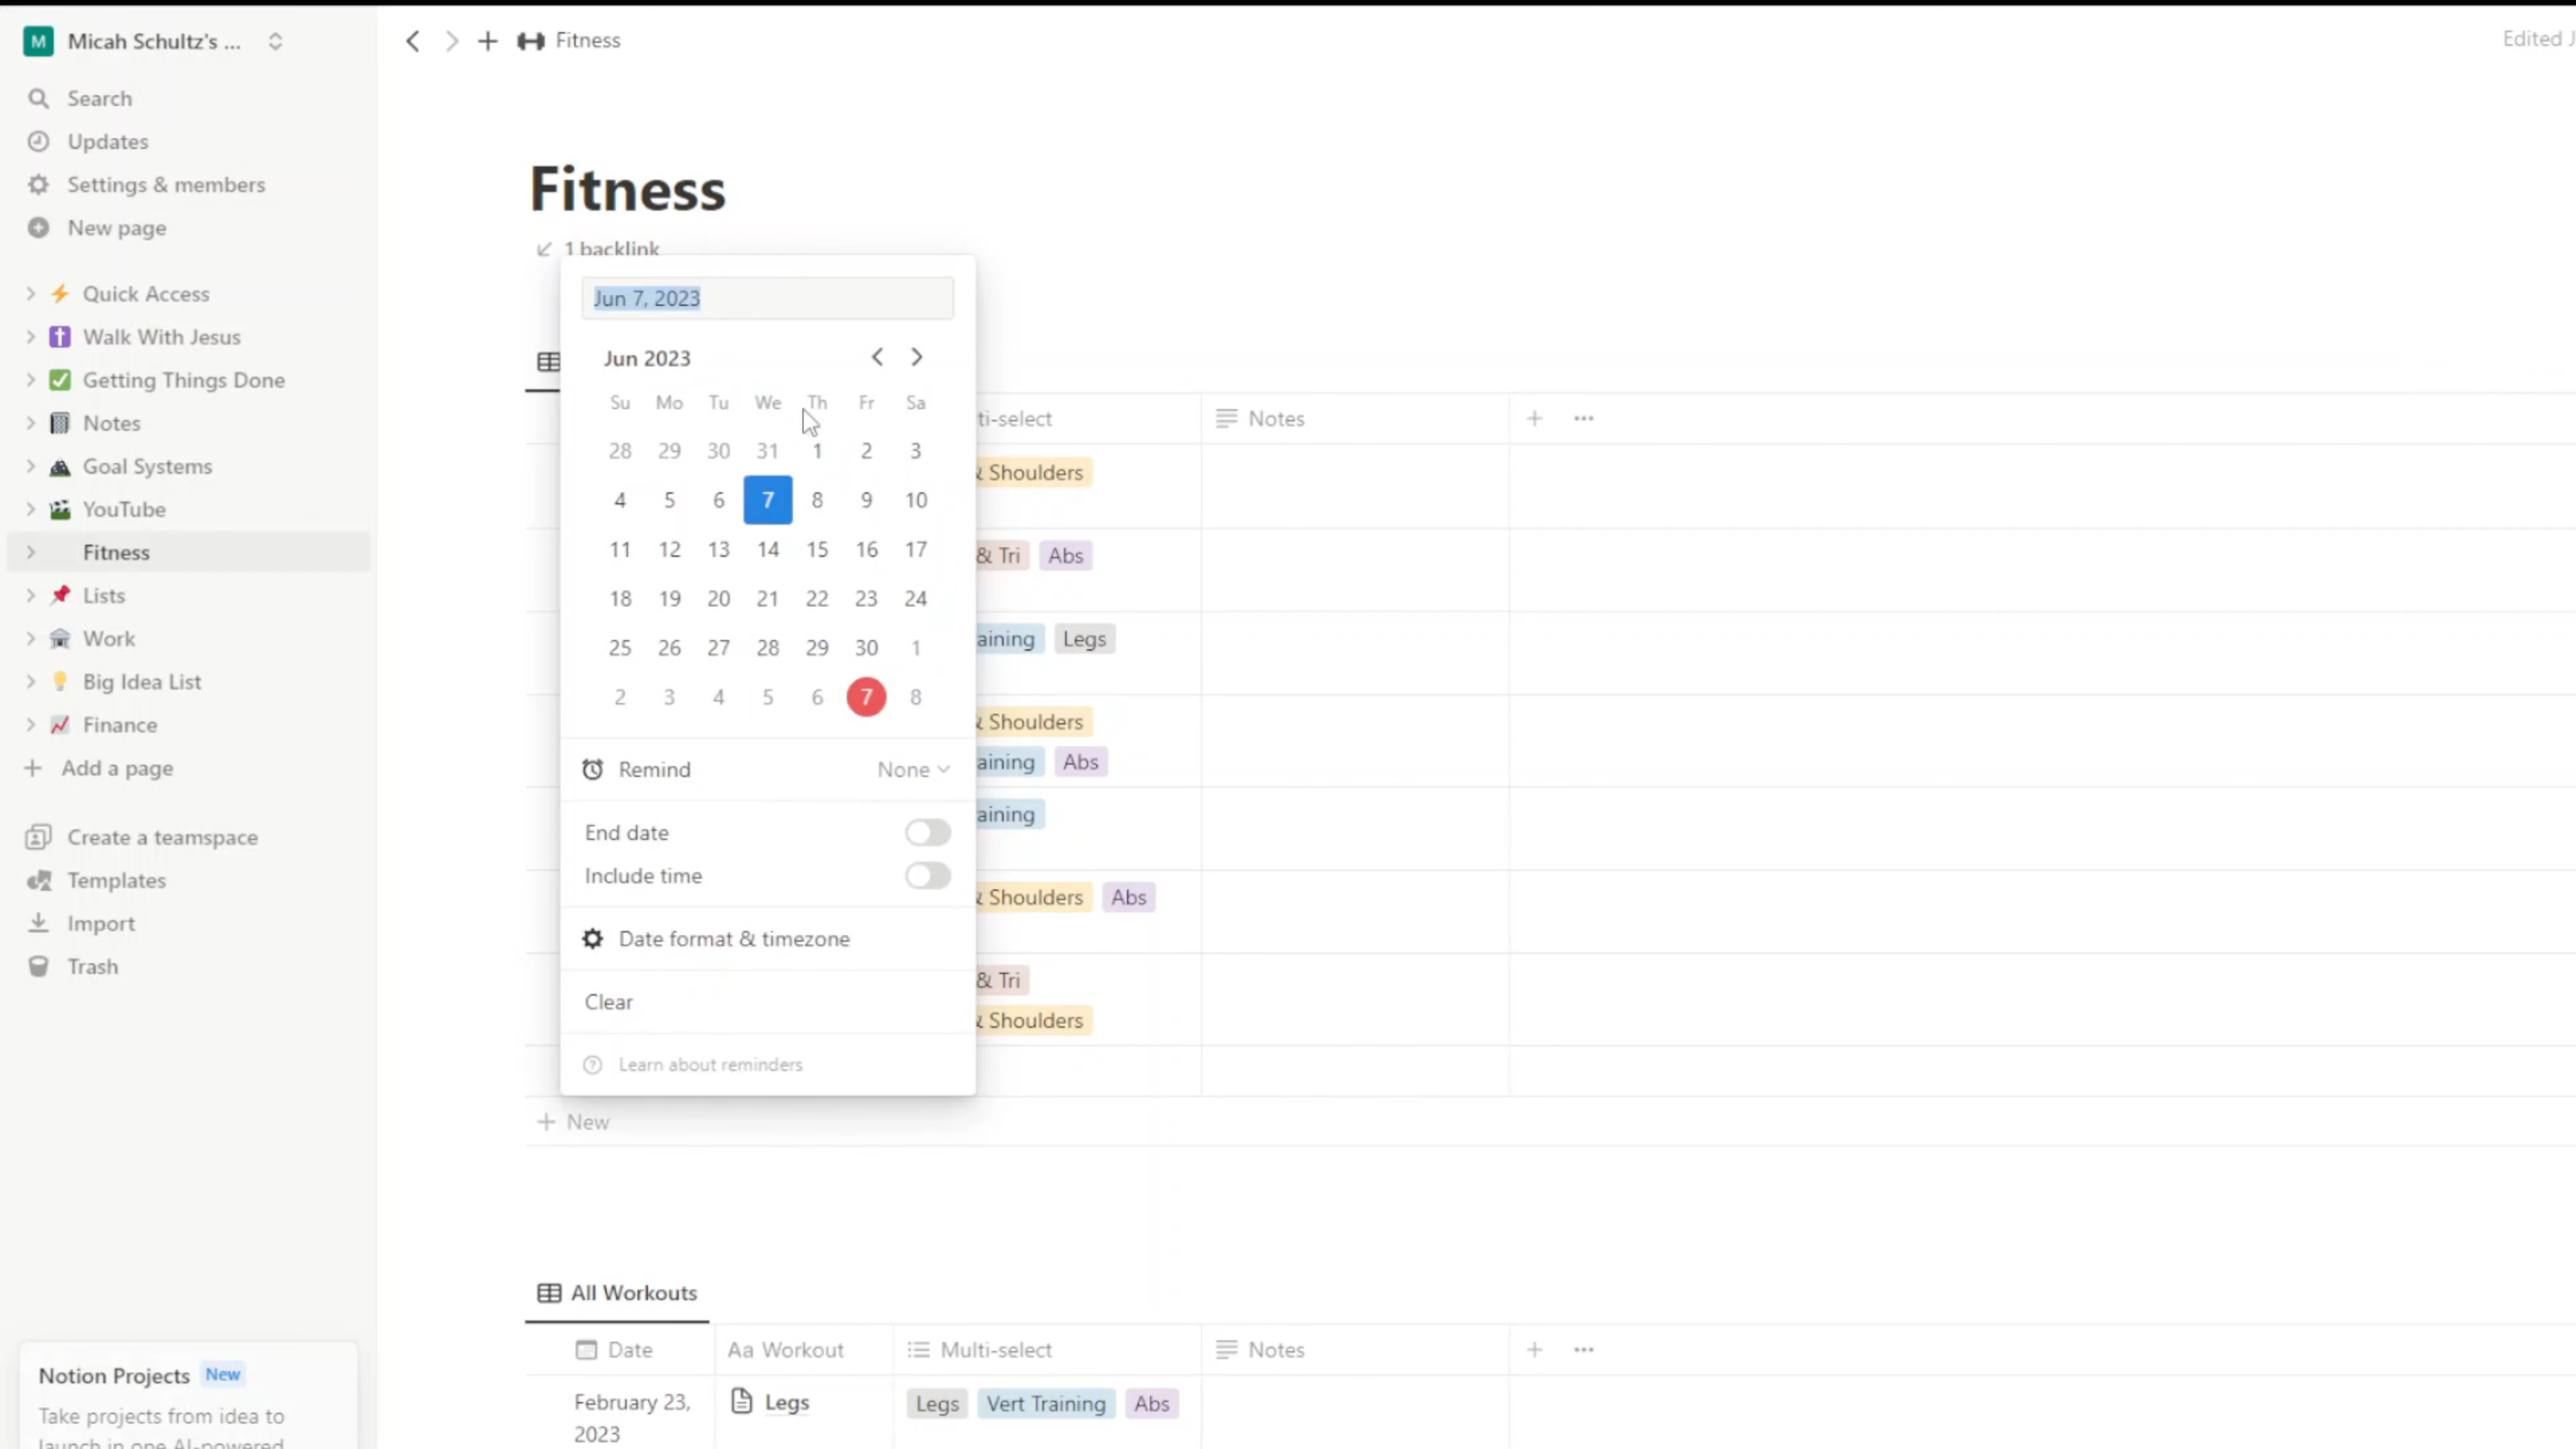 M Micah Schultz's ...
Search
Updates
Settings & members
New page
Quick Access
Walk With Jesus
Getting Things Done
Notes
Goal Systems
YouTube
Fitness
Lists
Work
Big Idea List
Finance
Add a page
Create a teamspace
Templates
Import
Trash
Notion Projects New
Take projects from idea to
launch in one AI-powered
Fitness
Edited J
Fitness
1 backlink
Jun 7, 2023
Jun 2023
Su Mo Tu We Th Fr Sa
28 29 30 31 1 2 3
4 5 6 7 8 9 10
11 12 13 14 15 16 17
18 19 20 21 22 23 24
25 26 27 28 29 30 1
2 3 4 5 6 7 8
Remind None
End date
Include time
Date format & timezone
Clear
Learn about reminders
ti-select Notes
& Shoulders
& Tri Abs
aining Legs
& Shoulders
aining Abs
aining
& Shoulders Abs
& Tri
& Shoulders
New
All Workouts
Date Aa Workout Multi-select Notes
February 23, Legs Legs Vert Training Abs
2023